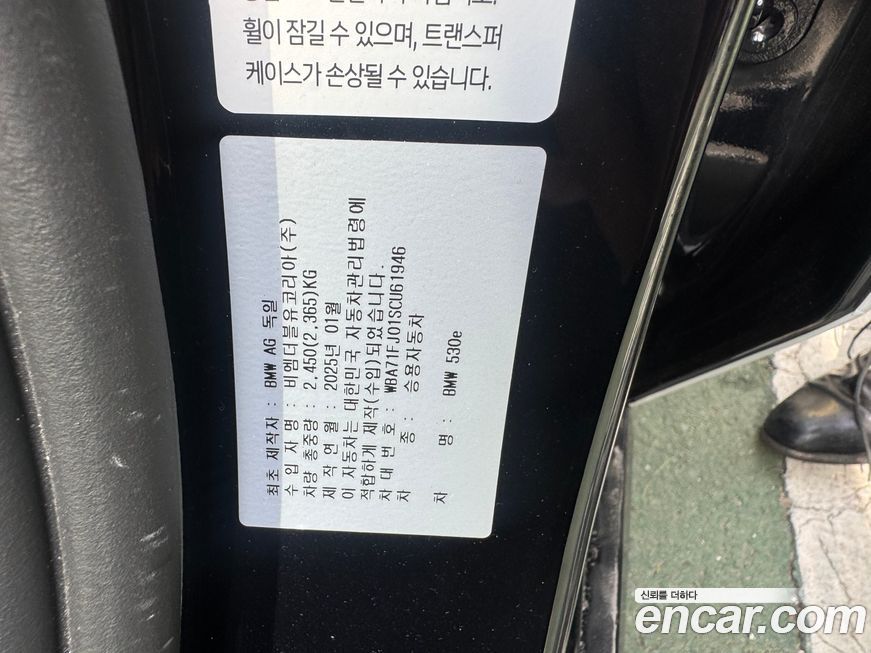 휠이 잠길 수 있으며, 트랜스퍼
케이스가 손상될 수 있습니다.
최초 제작자 : BMW AG 독일
수 입 자 명 : 비엠더블유코리아(주)
차량 총중량 : 2,450(2,365)KG
제 작 연 월 : 2025년 01월
이 자동차는 대한민국 자동차관리법령에
적합하게 제작(수입)되었습니다.
차 대 번 호 : WBA71FJ01SCU61946
차 종 : 승용자동차
차 명 : BMW 530e
신뢰를 더하다
encar.com